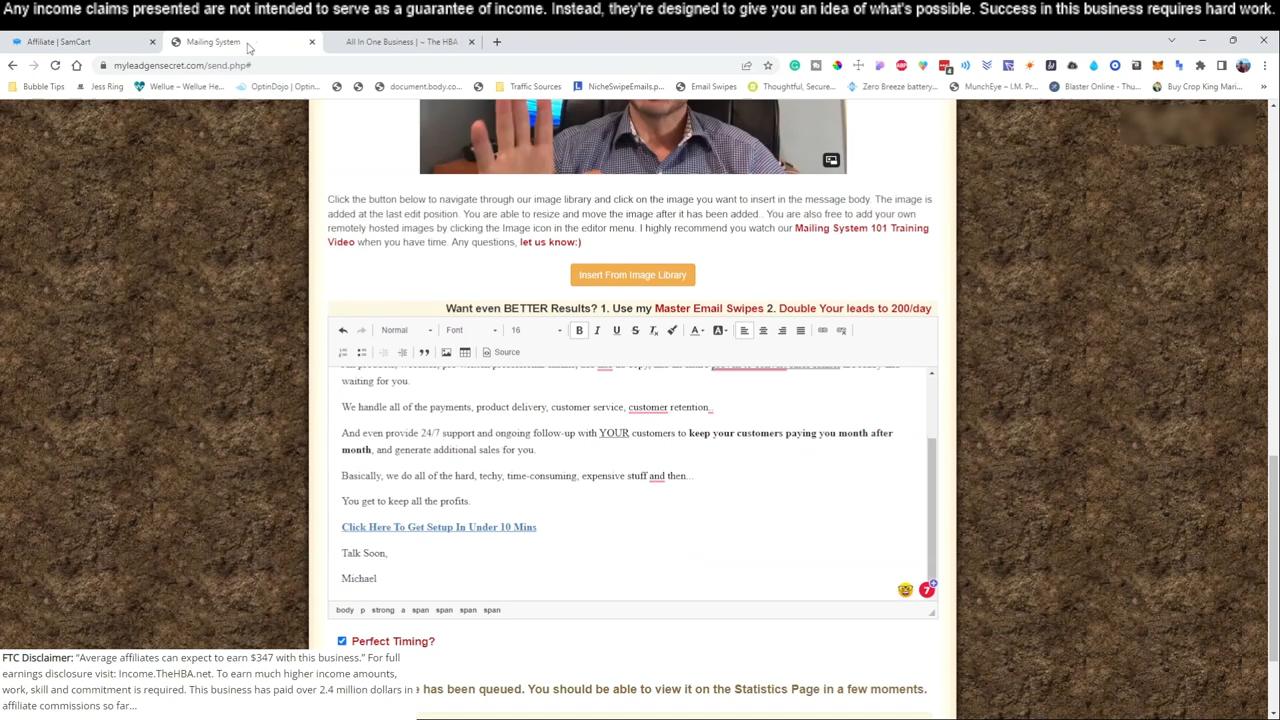 Any income claims presented are not intended to serve as a guarantee of income. Instead, they're designed to give you an idea of what's possible. Success in this business requires hard work.
Affiliate | SamCart
Mailing System
All In One Business | ~ The HBA
myleadgensecret.com/send.php#
Bubble Tips
Jess Ring
Wellue – Wellue He...
OptinDojo | Optin...
document.body.co...
Traffic Sources
NicheSwipeEmails.p...
Email Swipes
Thoughtful, Secure...
Zero Breeze battery...
MunchEye – I.M. Pr...
Blaster Online - Thu...
Buy Crop King Mari...
Click the button below to navigate through our image library and click on the image you want to insert in the message body. The image is
added at the last edit position. You are able to resize and move the image after it has been added.. You are also free to add your own
remotely hosted images by clicking the Image icon in the editor menu. I highly recommend you watch our Mailing System 101 Training
Video when you have time. Any questions, let us know:)
Insert From Image Library
Want even BETTER Results? 1. Use my Master Email Swipes 2. Double Your leads to 200/day
Normal
Font
16
Source
waiting for you.
We handle all of the payments, product delivery, customer service, customer retention..
And even provide 24/7 support and ongoing follow-up with YOUR customers to keep your customers paying you month after
month, and generate additional sales for you.
Basically, we do all of the hard, techy, time-consuming, expensive stuff and then...
You get to keep all the profits.
Click Here To Get Setup In Under 10 Mins
Talk Soon,
Michael
7
body p strong a span span span span
Perfect Timing?
FTC Disclaimer: “Average affiliates can expect to earn $347 with this business.” For full
earnings disclosure visit: Income.TheHBA.net. To earn much higher income amounts,
work, skill and commitment is required. This business has paid over 2.4 million dollars in
affiliate commissions so far...
has been queued. You should be able to view it on the Statistics Page in a few moments.